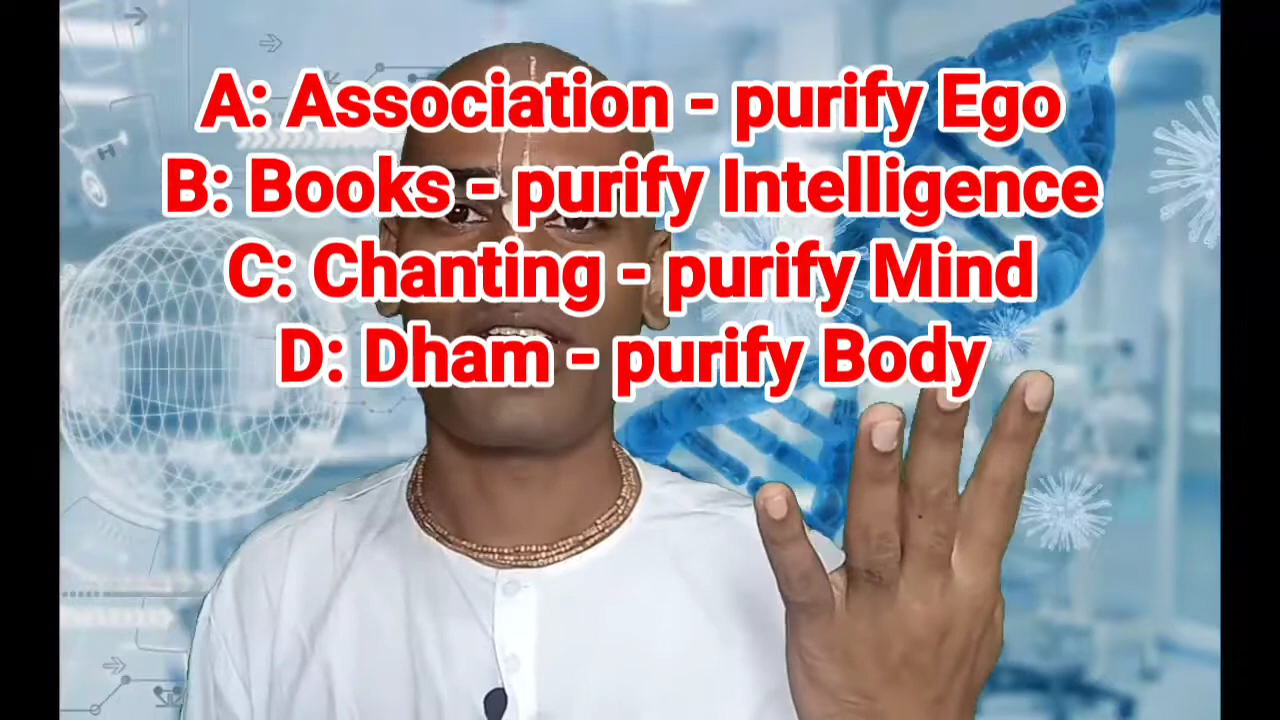 A: Association - purify Ego
B: Books - purify Intelligence
C: Chanting - purify Mind
D: Dham - purify Body